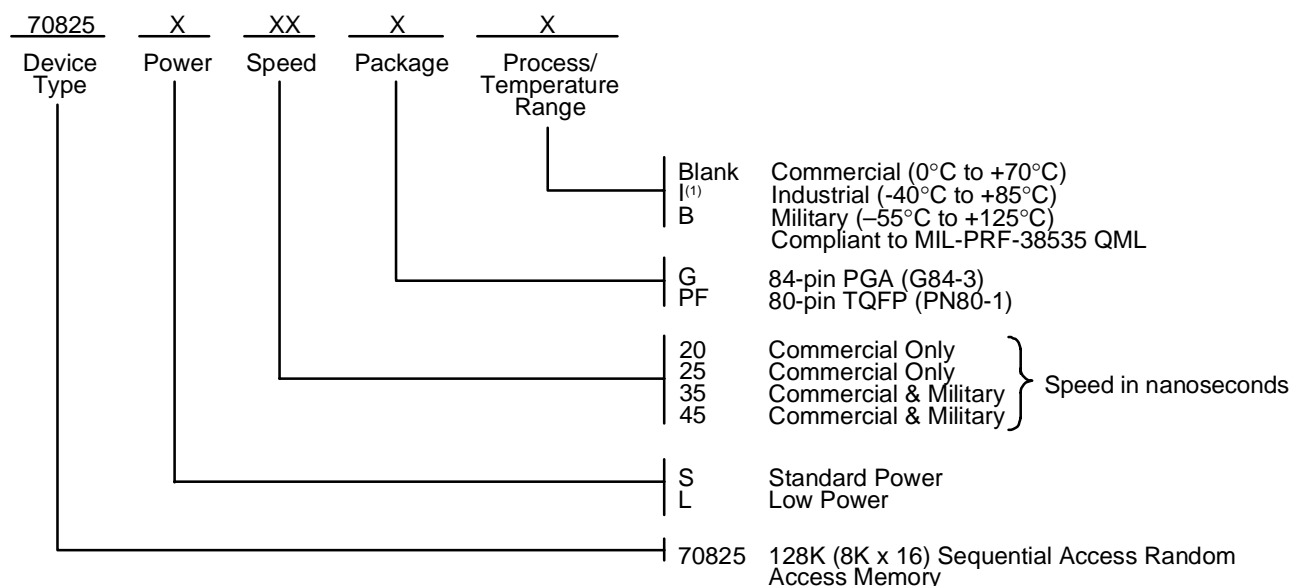 70825 X XX X X
Device Type Power Speed Package Process/ Temperature Range
Blank Commercial (0°C to +70°C)
I(1) Industrial (-40°C to +85°C)
B Military (–55°C to +125°C)
Compliant to MIL-PRF-38535 QML
G 84-pin PGA (G84-3)
PF 80-pin TQFP (PN80-1)
20 Commercial Only
25 Commercial Only
35 Commercial & Military
45 Commercial & Military
Speed in nanoseconds
S Standard Power
L Low Power
70825 128K (8K x 16) Sequential Access Random
Access Memory